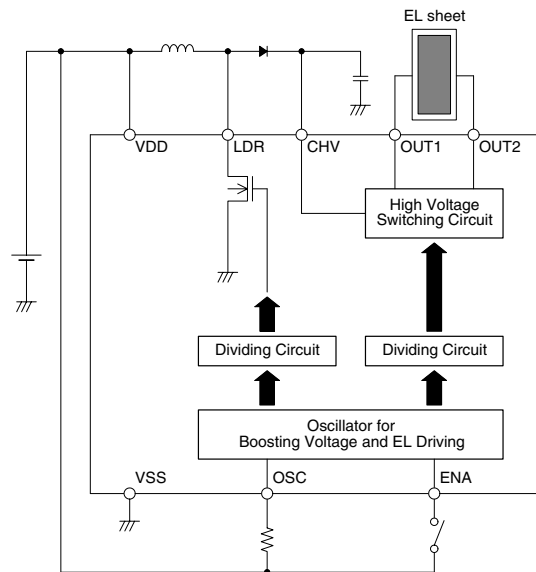 EL sheet
VDD
LDR
CHV
OUT1
OUT2
High Voltage
Switching Circuit
Dividing Circuit
Dividing Circuit
Oscillator for
Boosting Voltage and EL Driving
VSS
OSC
ENA